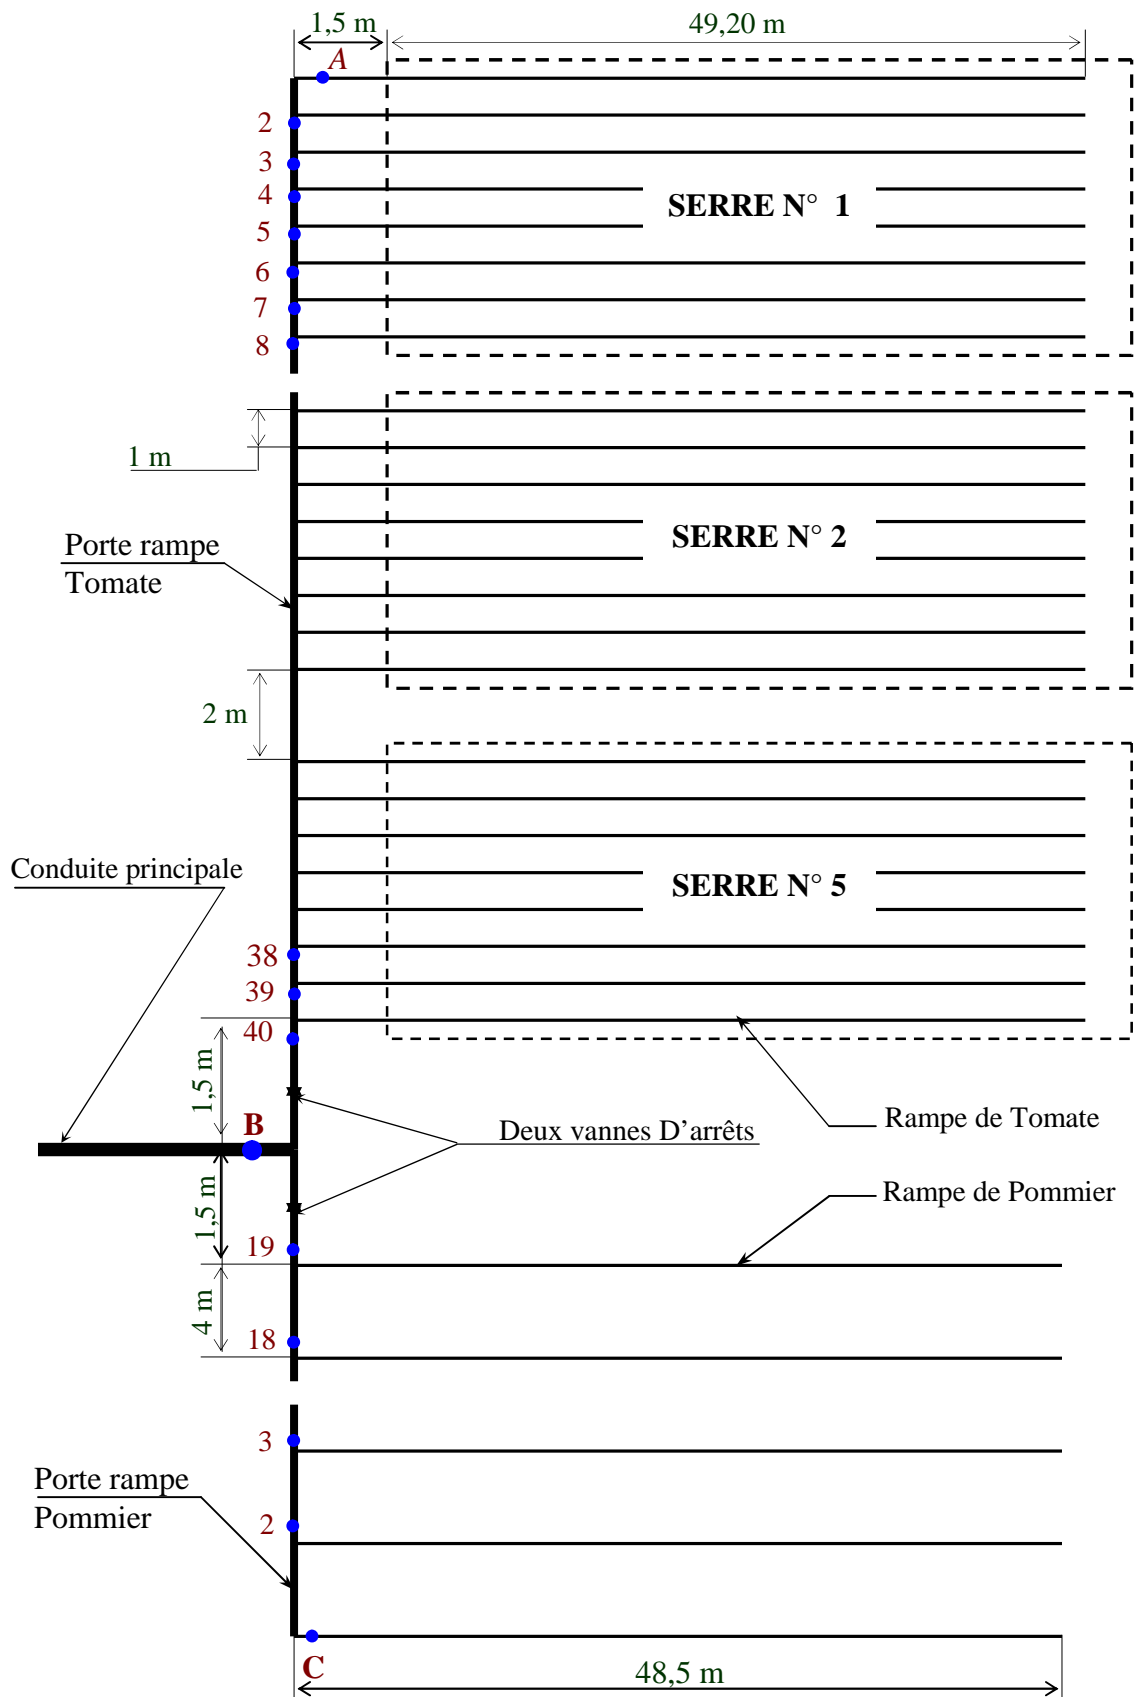 1,5 m
49,20 m
A
2
3
4
SERRE N° 1
5
6
7
8
1 m
Porte rampe
Tomate
SERRE N° 2
2 m
Conduite principale
SERRE N° 5
38
39
40
1,5 m
B
Deux vannes D'arrêts
Rampe de Tomate
1,5 m
Rampe de Pommier
19
4 m
18
3
Porte rampe
Pommier
2
C
48,5 m